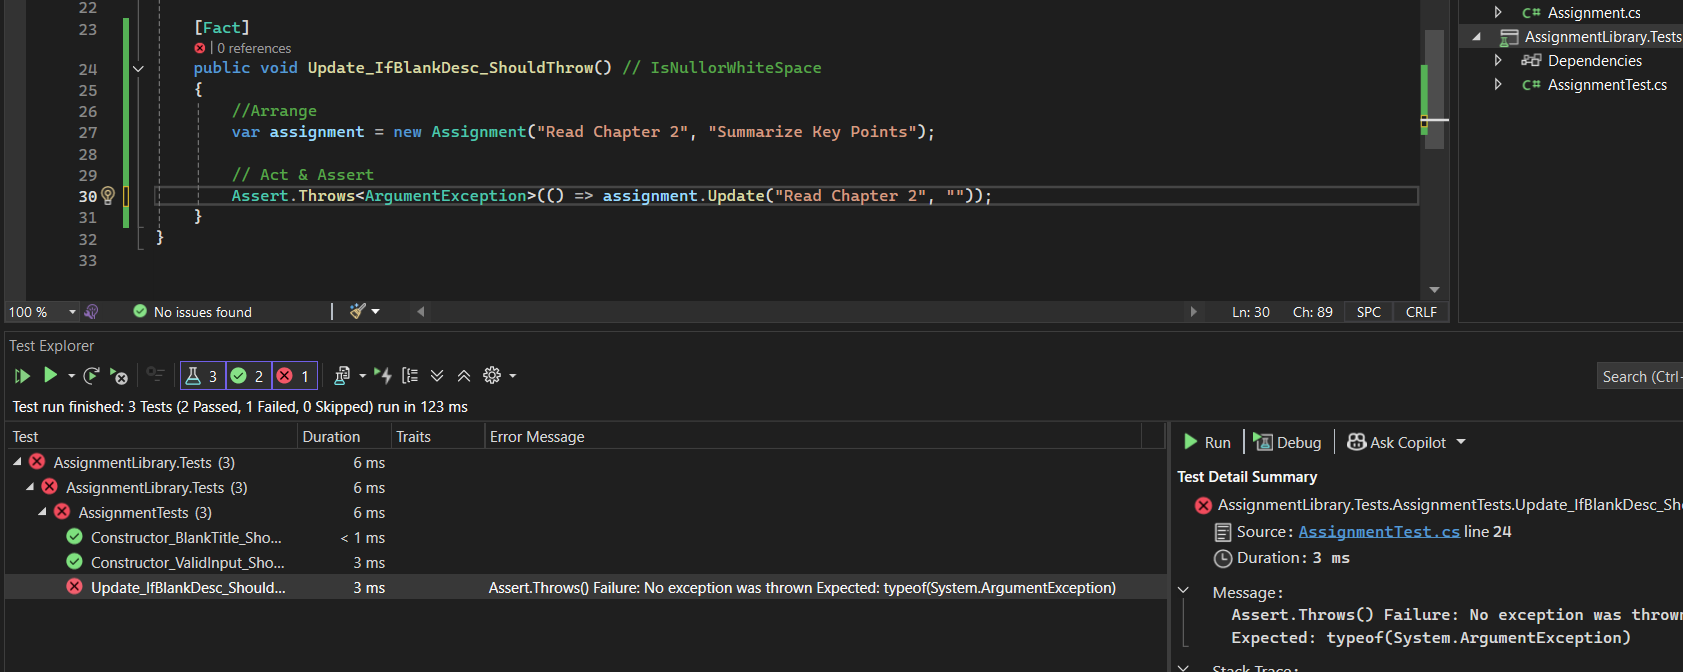 22
23 [Fact]
| 0 references
24 public void Update_IfBlankDesc_ShouldThrow() // IsNullorWhiteSpace
25 {
26 //Arrange
27 var assignment = new Assignment("Read Chapter 2", "Summarize Key Points");
28
29 // Act & Assert
30 Assert.Throws<ArgumentException>(() => assignment.Update("Read Chapter 2", ""));
31 }
32 }
33
C# Assignment.cs
AssignmentLibrary.Tests
Dependencies
C# AssignmentTest.cs
100 % No issues found Ln: 30 Ch: 89 SPC CRLF
Test Explorer
3 2 1
Search (Ctrl-
Test run finished: 3 Tests (2 Passed, 1 Failed, 0 Skipped) run in 123 ms
Test Duration Traits Error Message
AssignmentLibrary.Tests (3) 6 ms
AssignmentLibrary.Tests (3) 6 ms
AssignmentTests (3) 6 ms
Constructor_BlankTitle_Sho... < 1 ms
Constructor_ValidInput_Sho... 3 ms
Update_IfBlankDesc_Should... 3 ms Assert.Throws() Failure: No exception was thrown Expected: typeof(System.ArgumentException)
Run Debug Ask Copilot
Test Detail Summary
AssignmentLibrary.Tests.AssignmentTests.Update_IfBlankDesc_Sh
Source: AssignmentTest.cs line 24
Duration: 3 ms
Message:
Assert.Throws() Failure: No exception was throw
Expected: typeof(System.ArgumentException)
Stack Trace: